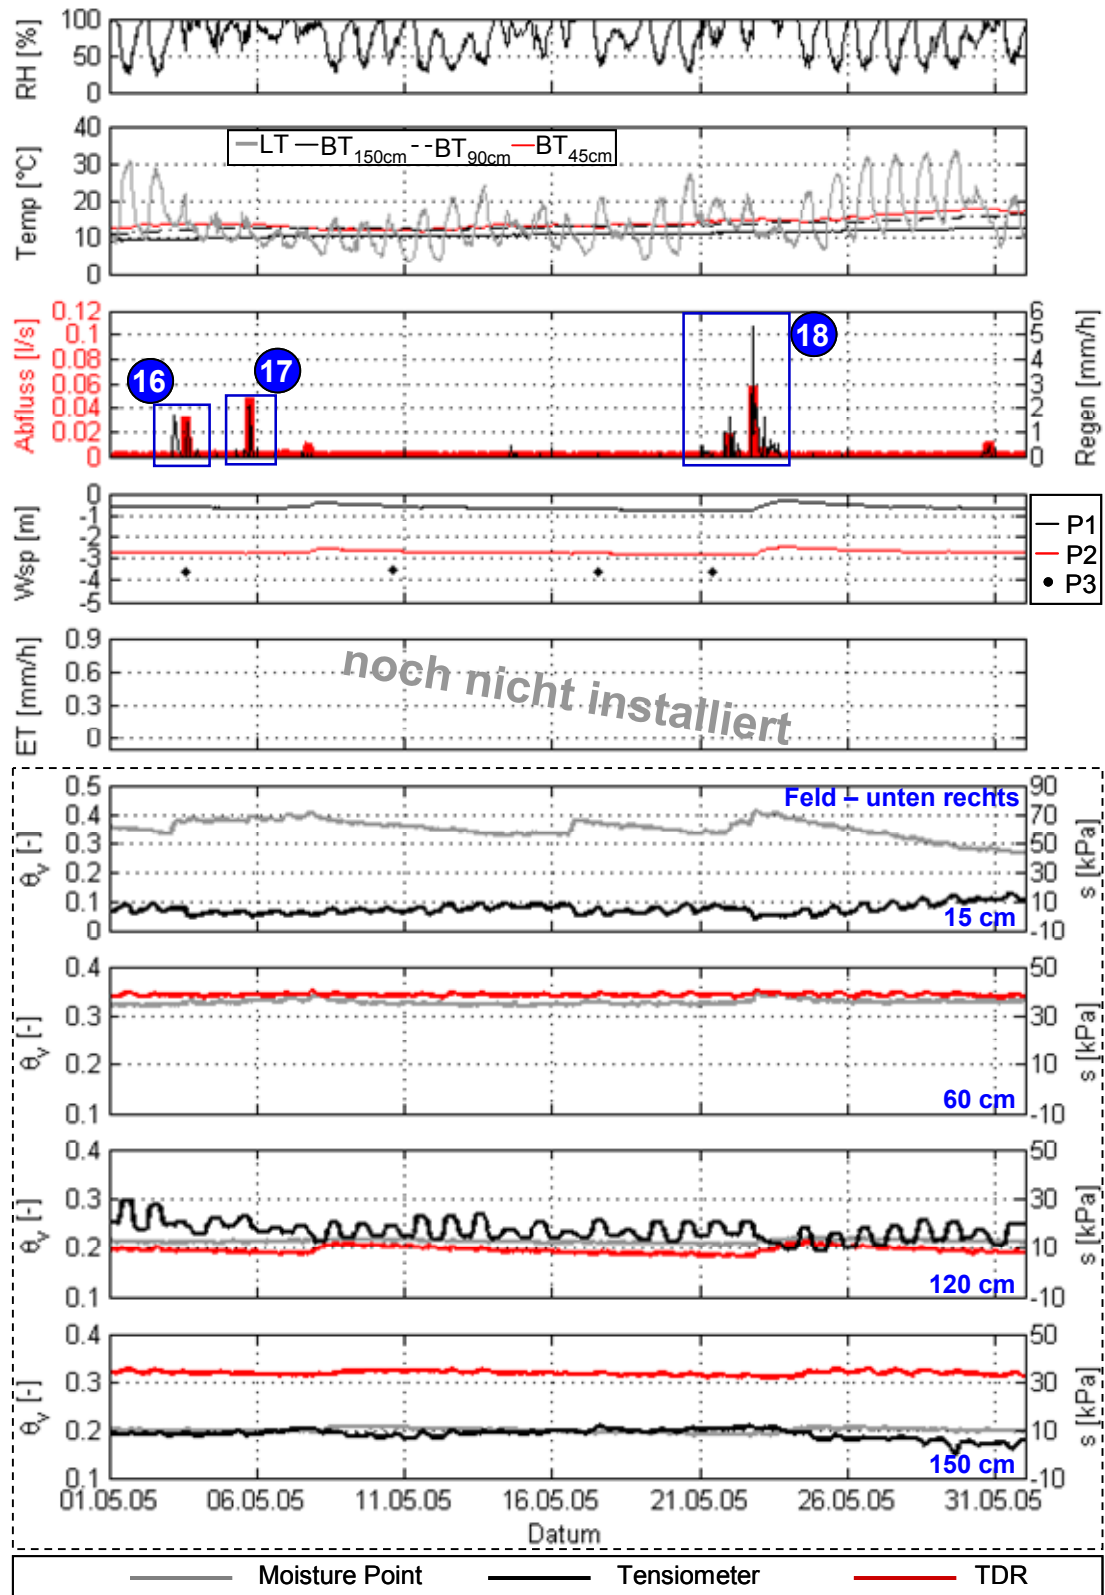 RH [%]
100
50
0
Temp [°C]
40
30
20
10
0
LT BT150cm BT90cm BT45cm
Abfluss [l/s]
0.12
0.1
0.08
0.06
0.04
0.02
0
16
17
18
6
5
4
3
2
1
0
Regen [mm/h]
Wsp [m]
0
-1
-2
-3
-4
-5
P1
P2
P3
ET [mm/h]
0.9
0.6
0.3
0
noch nicht installiert
θv [-]
0.5
0.4
0.3
0.2
0.1
0
Feld – unten rechts
15 cm
90
70
50
30
10
-10
s [kPa]
θv [-]
0.4
0.3
0.2
0.1
60 cm
50
30
10
-10
s [kPa]
θv [-]
0.4
0.3
0.2
0.1
120 cm
50
30
10
-10
s [kPa]
θv [-]
0.4
0.3
0.2
0.1
150 cm
50
30
10
-10
s [kPa]
01.05.05 06.05.05 11.05.05 16.05.05 21.05.05 26.05.05 31.05.05
Datum
Moisture Point Tensiometer TDR